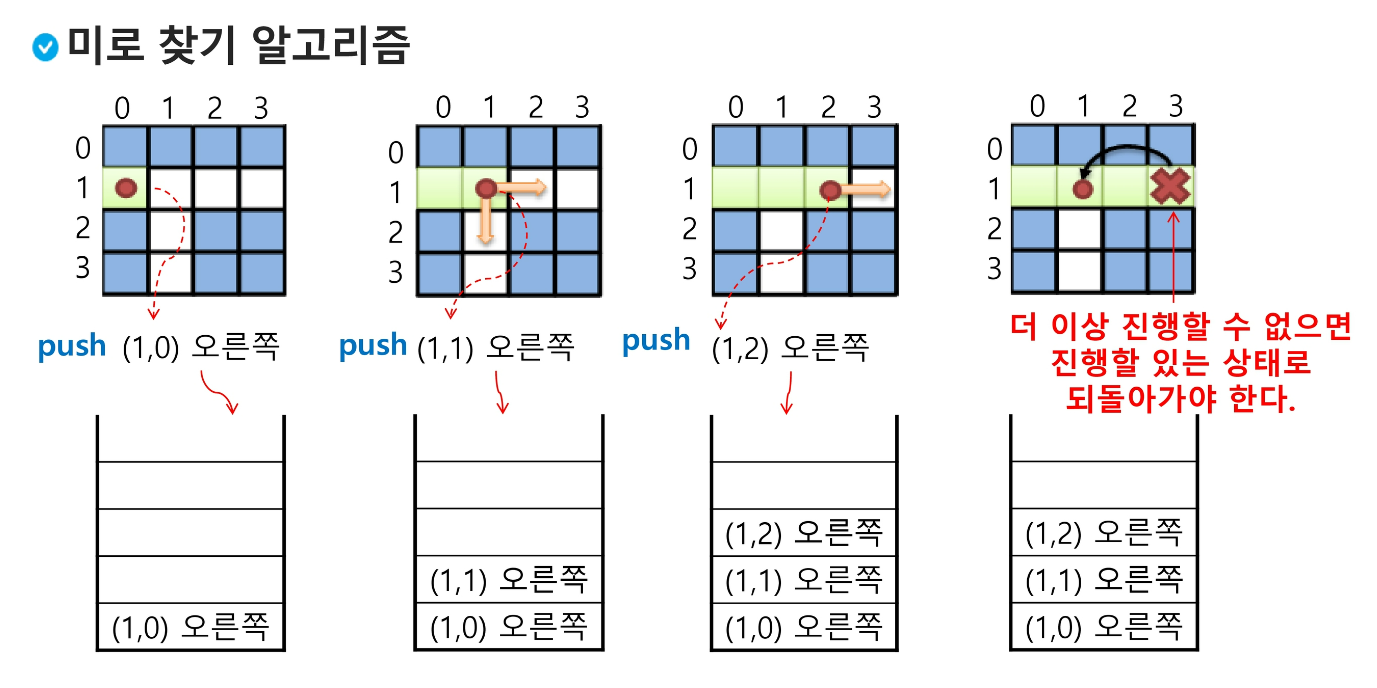 미로 찾기 알고리즘
0 1 2 3
0
1
2
3
push (1,0) 오른쪽
(1,0) 오른쪽
0 1 2 3
0
1
2
3
push (1,1) 오른쪽
(1,1) 오른쪽
(1,0) 오른쪽
0 1 2 3
0
1
2
3
push (1,2) 오른쪽
(1,2) 오른쪽
(1,1) 오른쪽
(1,0) 오른쪽
0 1 2 3
0
1
2
3
더 이상 진행할 수 없으면
진행할 있는 상태로
되돌아가야 한다.
(1,2) 오른쪽
(1,1) 오른쪽
(1,0) 오른쪽